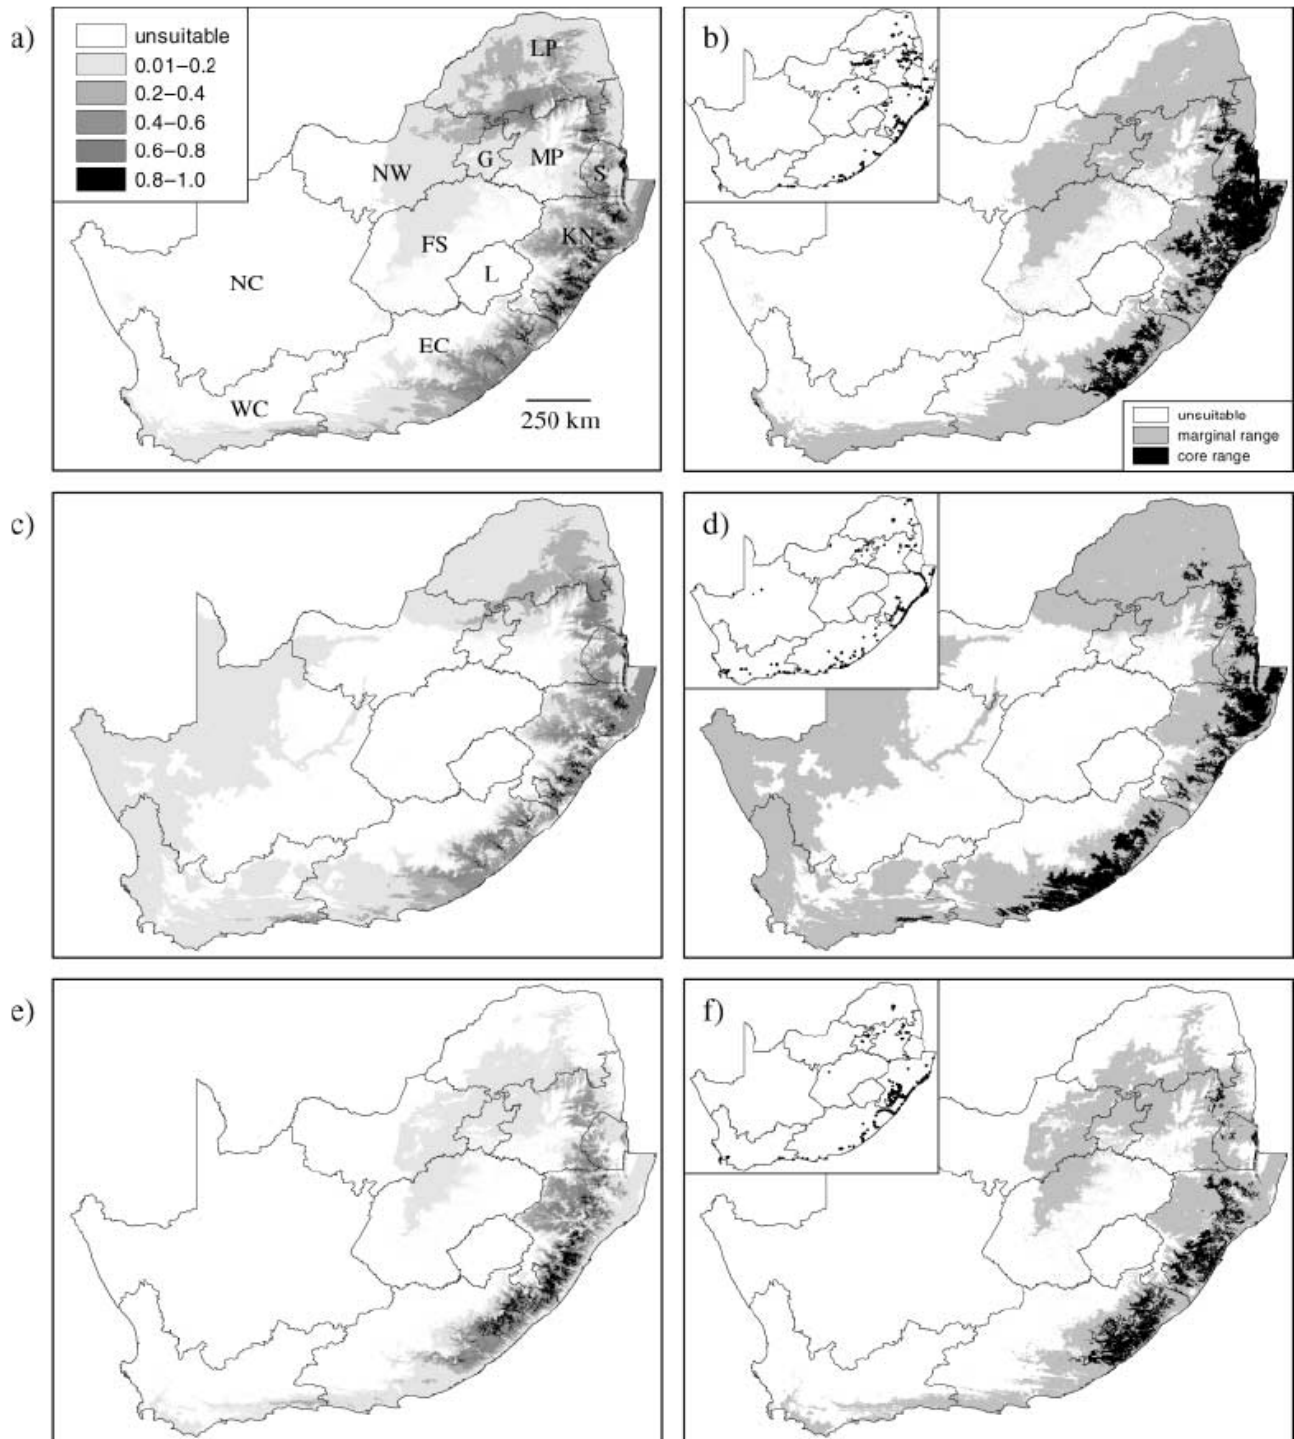 a)
unsuitable
0.01–0.2
0.2–0.4
0.4–0.6
0.6–0.8
0.8–1.0
LP
NW
G
MP
S
FS
KN
L
NC
EC
WC
250 km
b)
unsuitable
marginal range
core range
c)
d)
e)
f)